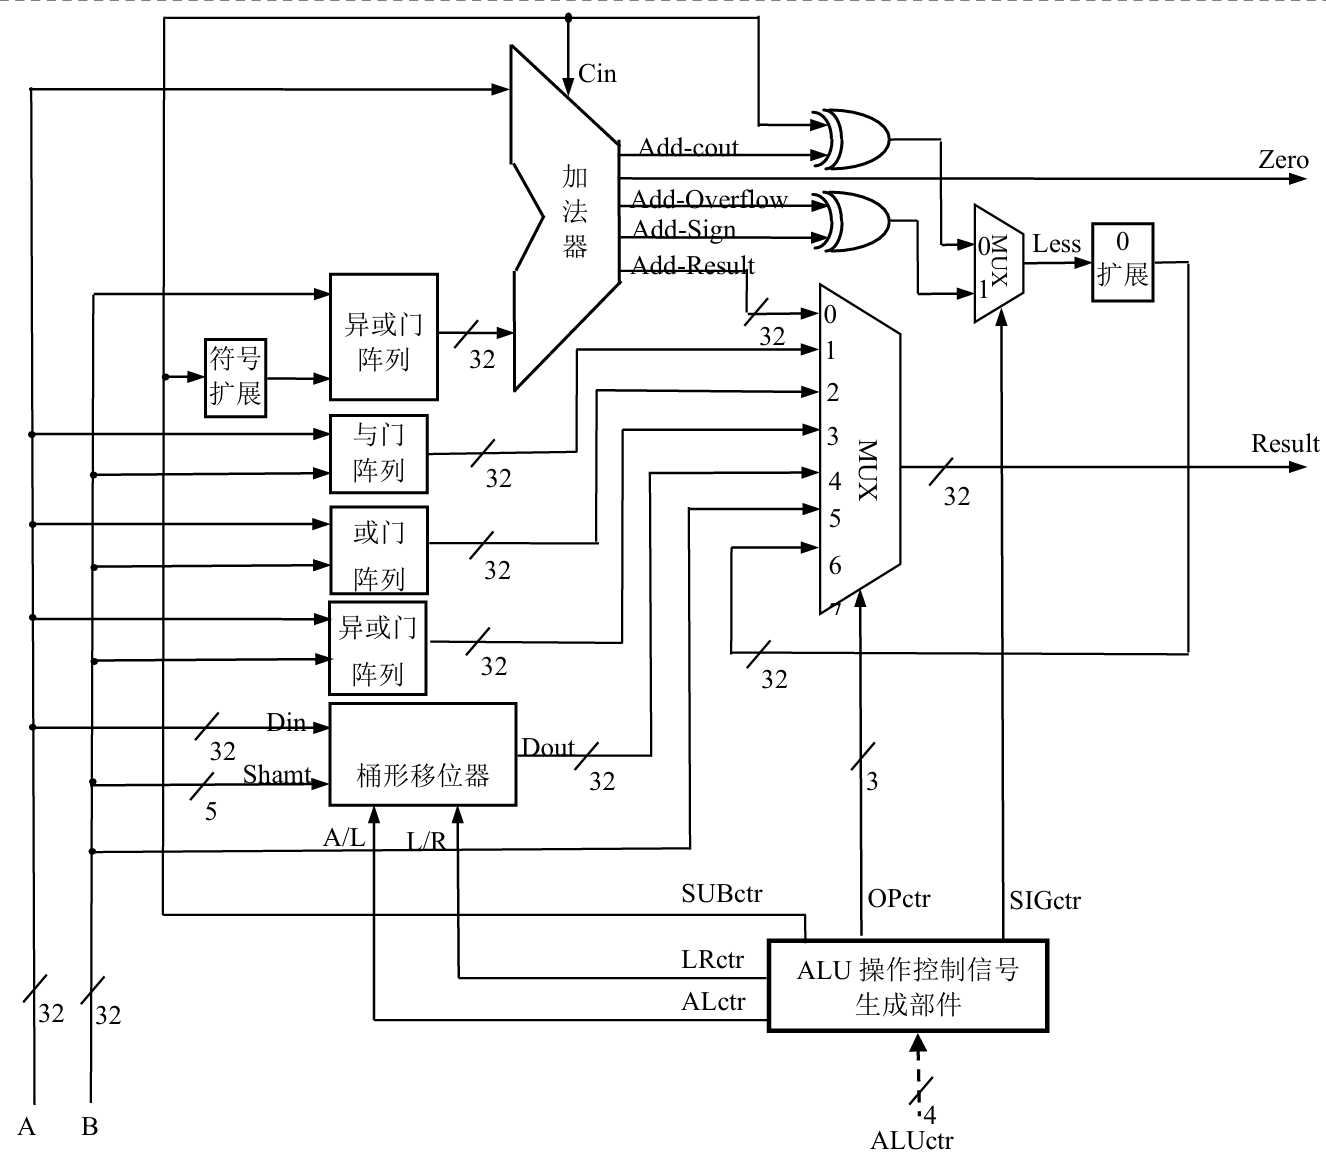 Cin
Add-cout
Zero
加
法
器
Add-Overflow
Add-Sign
Add-Result
0
MUX
1
Less
0
扩展
异或门
阵列
32
符号
扩展
32
0
1
2
3
4
5
6
7
MUX
Result
32
与门
阵列
32
或门
阵列
32
异或门
阵列
32
32
Din
32
Shamt
5
桶形移位器
Dout
32
3
A/L
L/R
SUBctr
OPctr
SIGctr
LRctr
ALctr
ALU 操作控制信号
生成部件
32
32
4
A
B
ALUctr